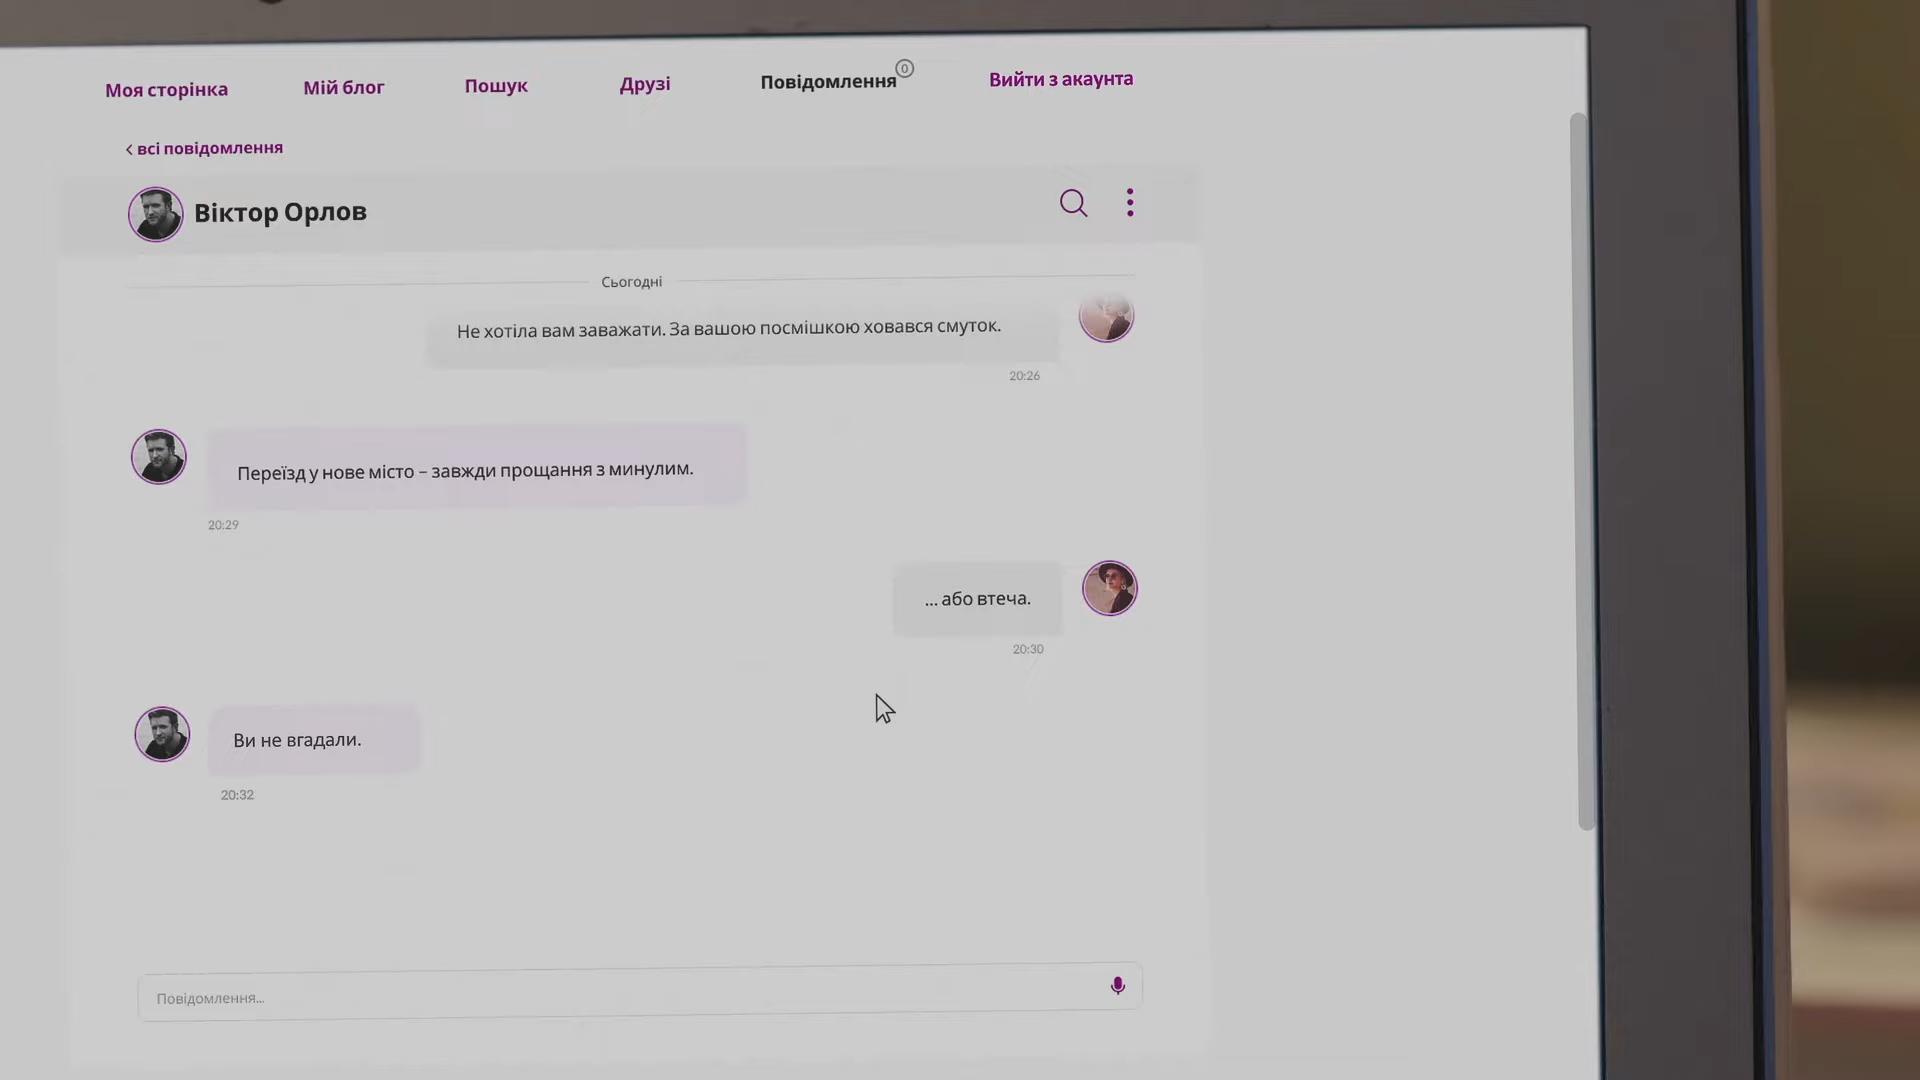 Моя сторінка Мій блог Пошук Друзі Повідомлення 0 Вийти з акаунта
< всі повідомлення
Віктор Орлов
Сьогодні
Не хотіла вам заважати. За вашою посмішкою ховався смуток.
20:26
Переїзд у нове місто – завжди прощання з минулим.
20:29
... або втеча.
20:30
Ви не вгадали.
20:32
Повідомлення...